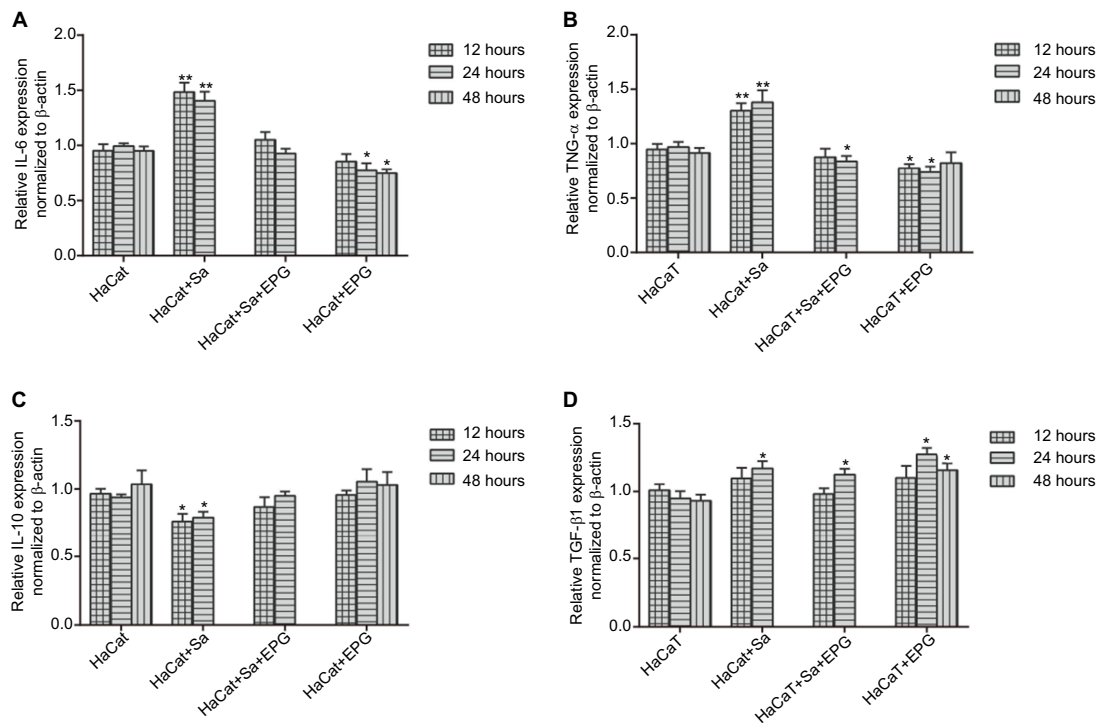 A
Relative IL-6 expression
normalized to β-actin
2.0
1.5
1.0
0.5
0.0
** **
* *
HaCat
HaCat+Sa
HaCat+Sa+EPG
HaCat+EPG
12 hours
24 hours
48 hours
B
Relative TNG-α expression
normalized to β-actin
2.0
1.5
1.0
0.5
0.0
** **
*
* *
HaCaT
HaCat+Sa
HaCaT+Sa+EPG
HaCaT+EPG
12 hours
24 hours
48 hours
C
Relative IL-10 expression
normalized to β-actin
1.5
1.0
0.5
0.0
* *
HaCat
HaCat+Sa
HaCat+Sa+EPG
HaCat+EPG
12 hours
24 hours
48 hours
D
Relative TGF-β1 expression
normalized to β-actin
1.5
1.0
0.5
0.0
*
*
* *
HaCaT
HaCat+Sa
HaCaT+Sa+EPG
HaCaT+EPG
12 hours
24 hours
48 hours